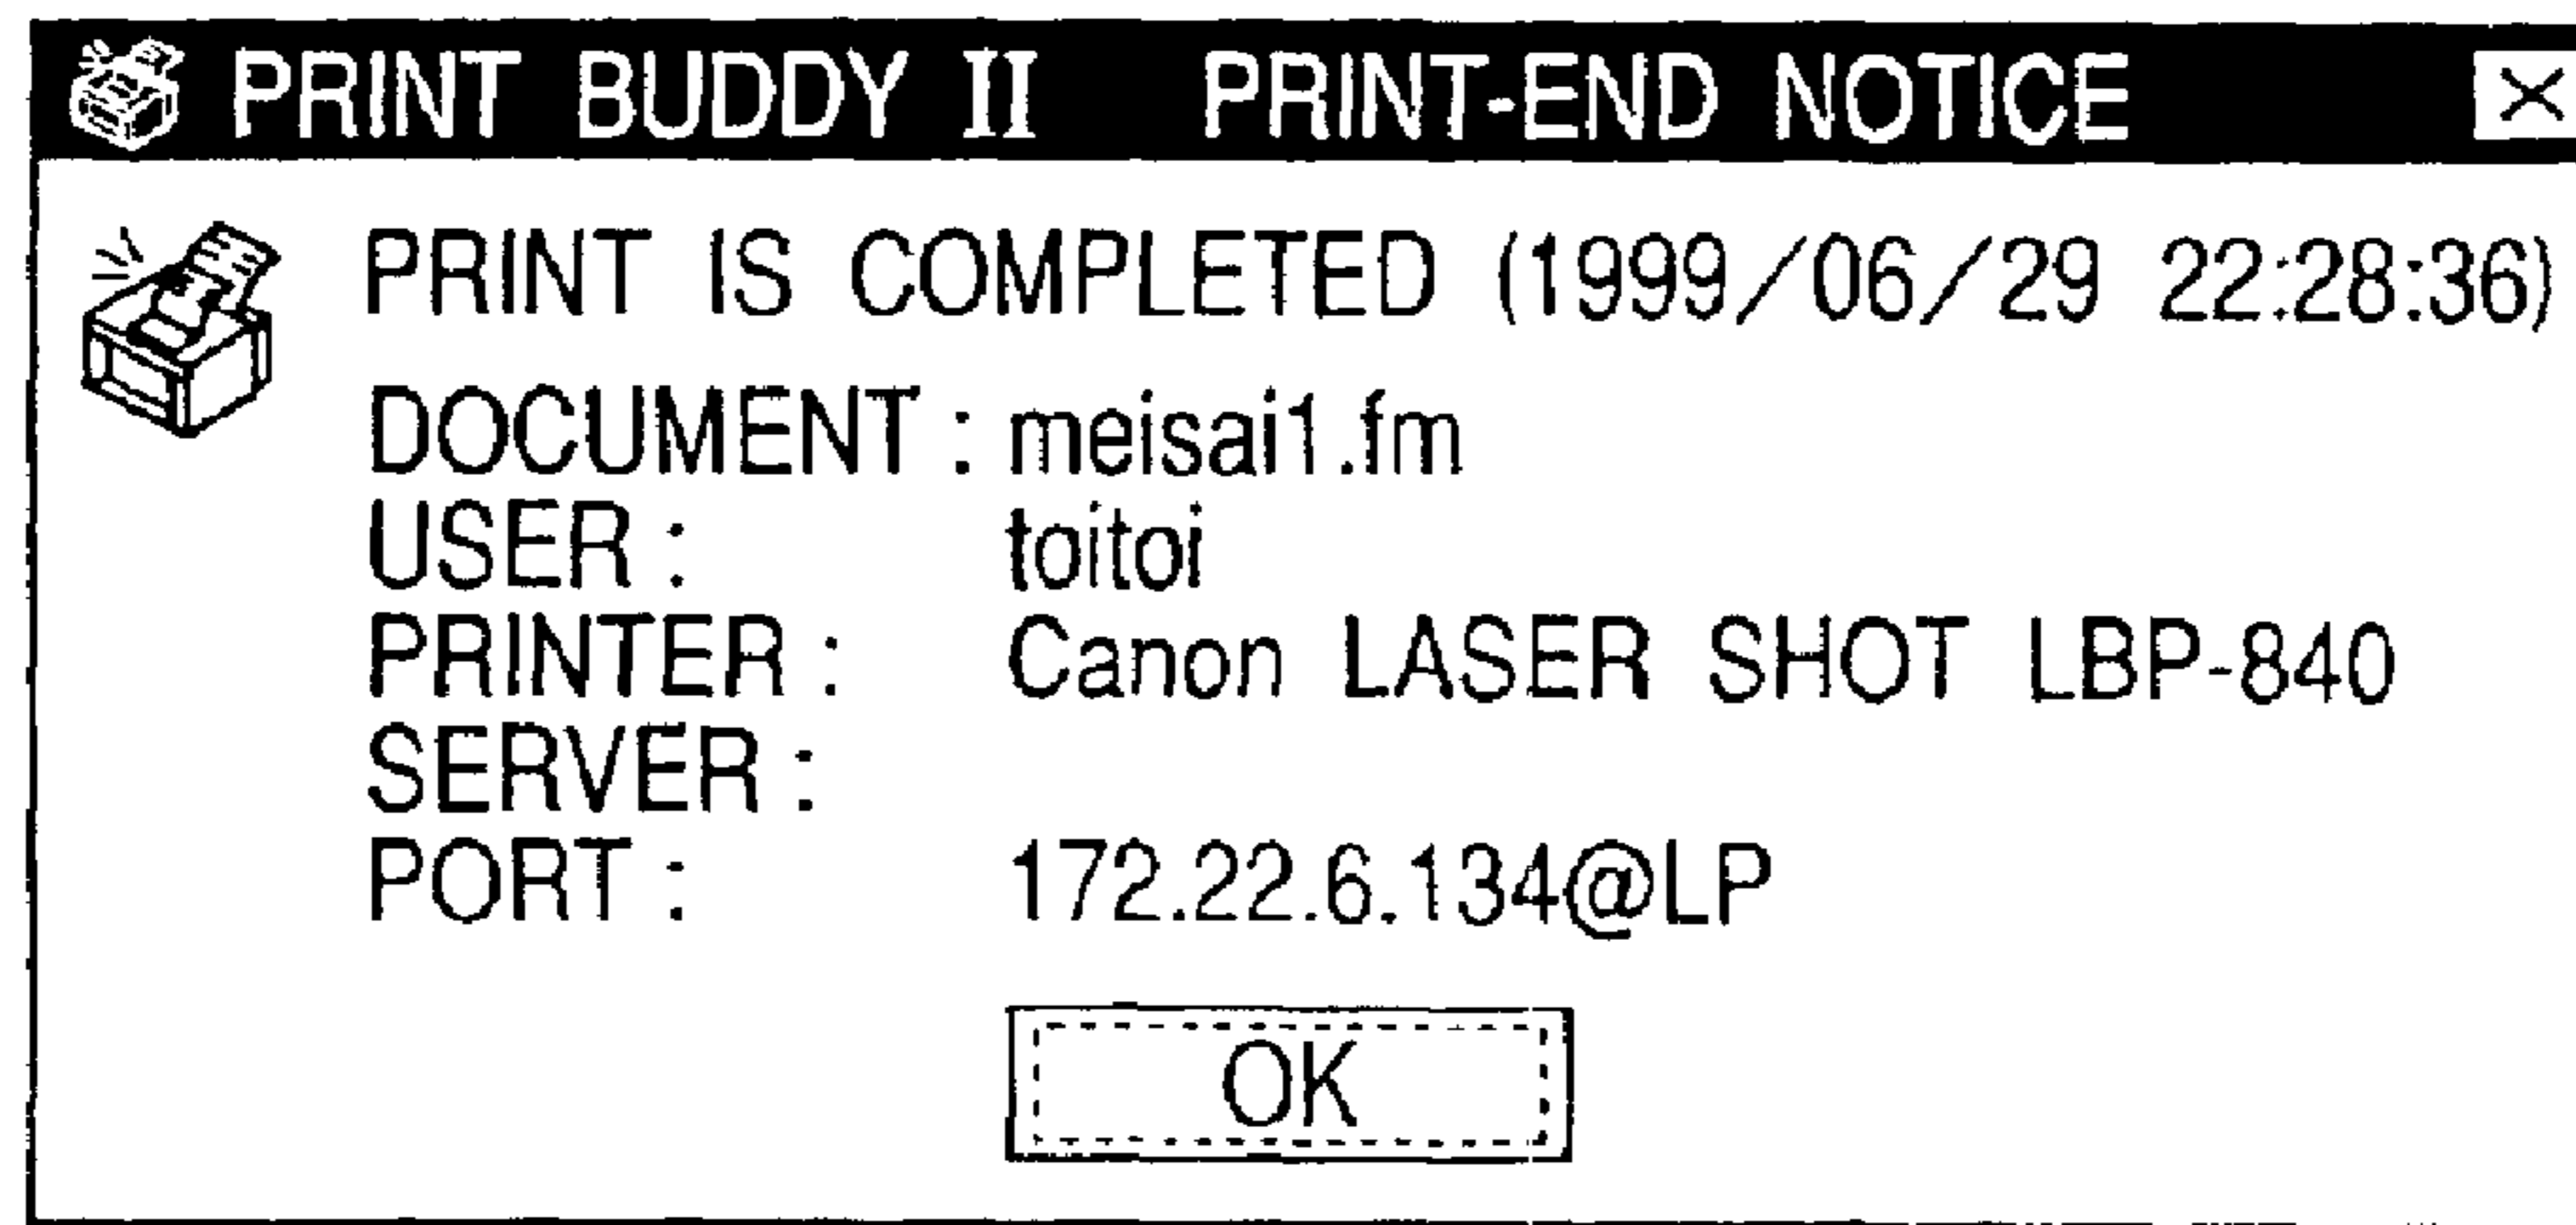 PRINT BUDDY II PRINT-END NOTICE
PRINT IS COMPLETED (1999/06/29 22:28:36)
DOCUMENT : meisai1.fm
USER : toitoi
PRINTER : Canon LASER SHOT LBP-840
SERVER :
PORT : 172.22.6.134@LP
OK